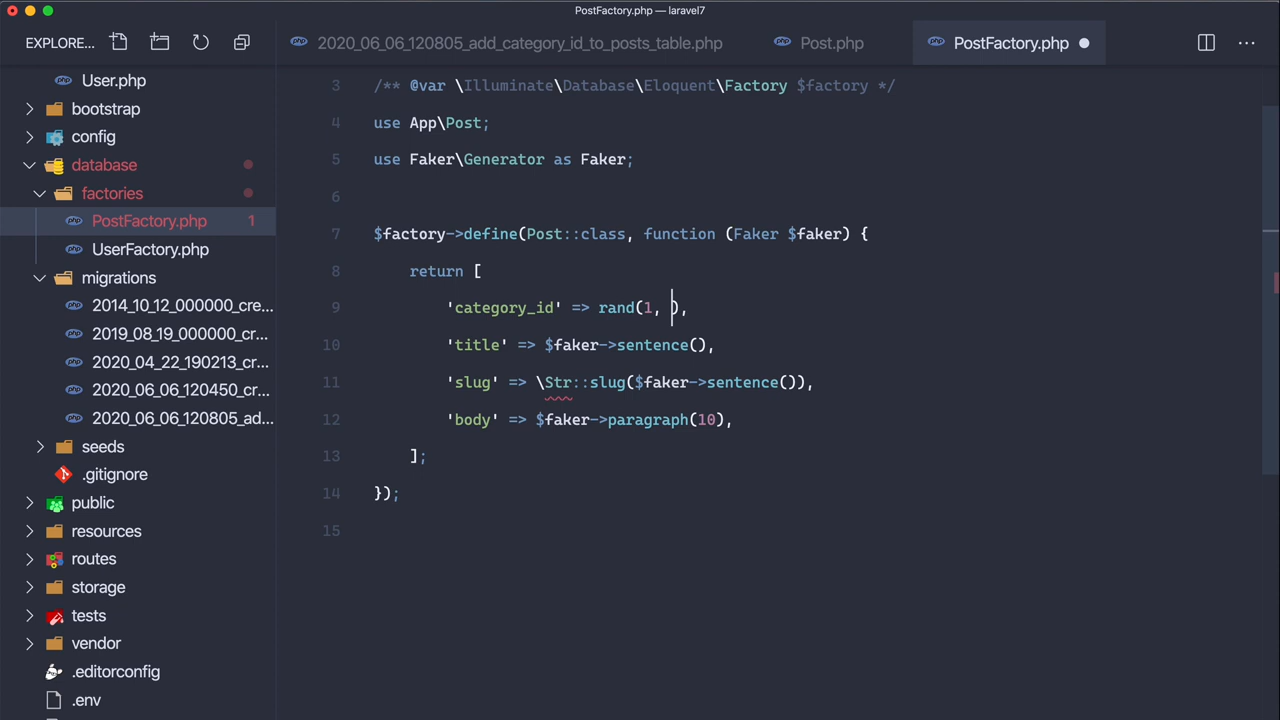 PostFactory.php — laravel7
EXPLORE...
2020_06_06_120805_add_category_id_to_posts_table.php
Post.php
PostFactory.php
User.php
bootstrap
config
database
factories
PostFactory.php 1
UserFactory.php
migrations
2014_10_12_000000_cre...
2019_08_19_000000_cr...
2020_04_22_190213_cr...
2020_06_06_120450_cr...
2020_06_06_120805_ad...
seeds
.gitignore
public
resources
routes
storage
tests
vendor
.editorconfig
.env
3 /** @var \Illuminate\Database\Eloquent\Factory $factory */
4 use App\Post;
5 use Faker\Generator as Faker;
6
7 $factory->define(Post::class, function (Faker $faker) {
8 return [
9 'category_id' => rand(1, ),
10 'title' => $faker->sentence(),
11 'slug' => \Str::slug($faker->sentence()),
12 'body' => $faker->paragraph(10),
13 ];
14 });
15